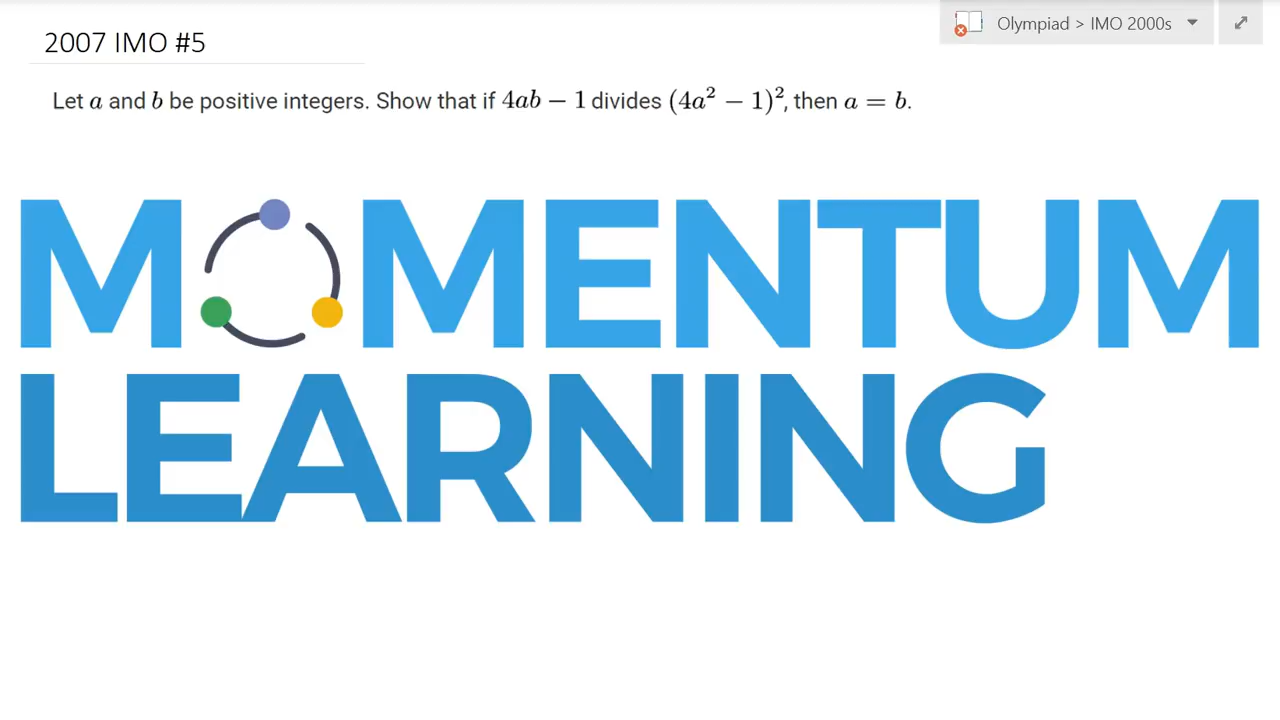 Olympiad > IMO 2000s
2007 IMO #5
Let a and b be positive integers. Show that if 4ab − 1 divides (4a² − 1)², then a = b.
MOMENTUM
LEARNING